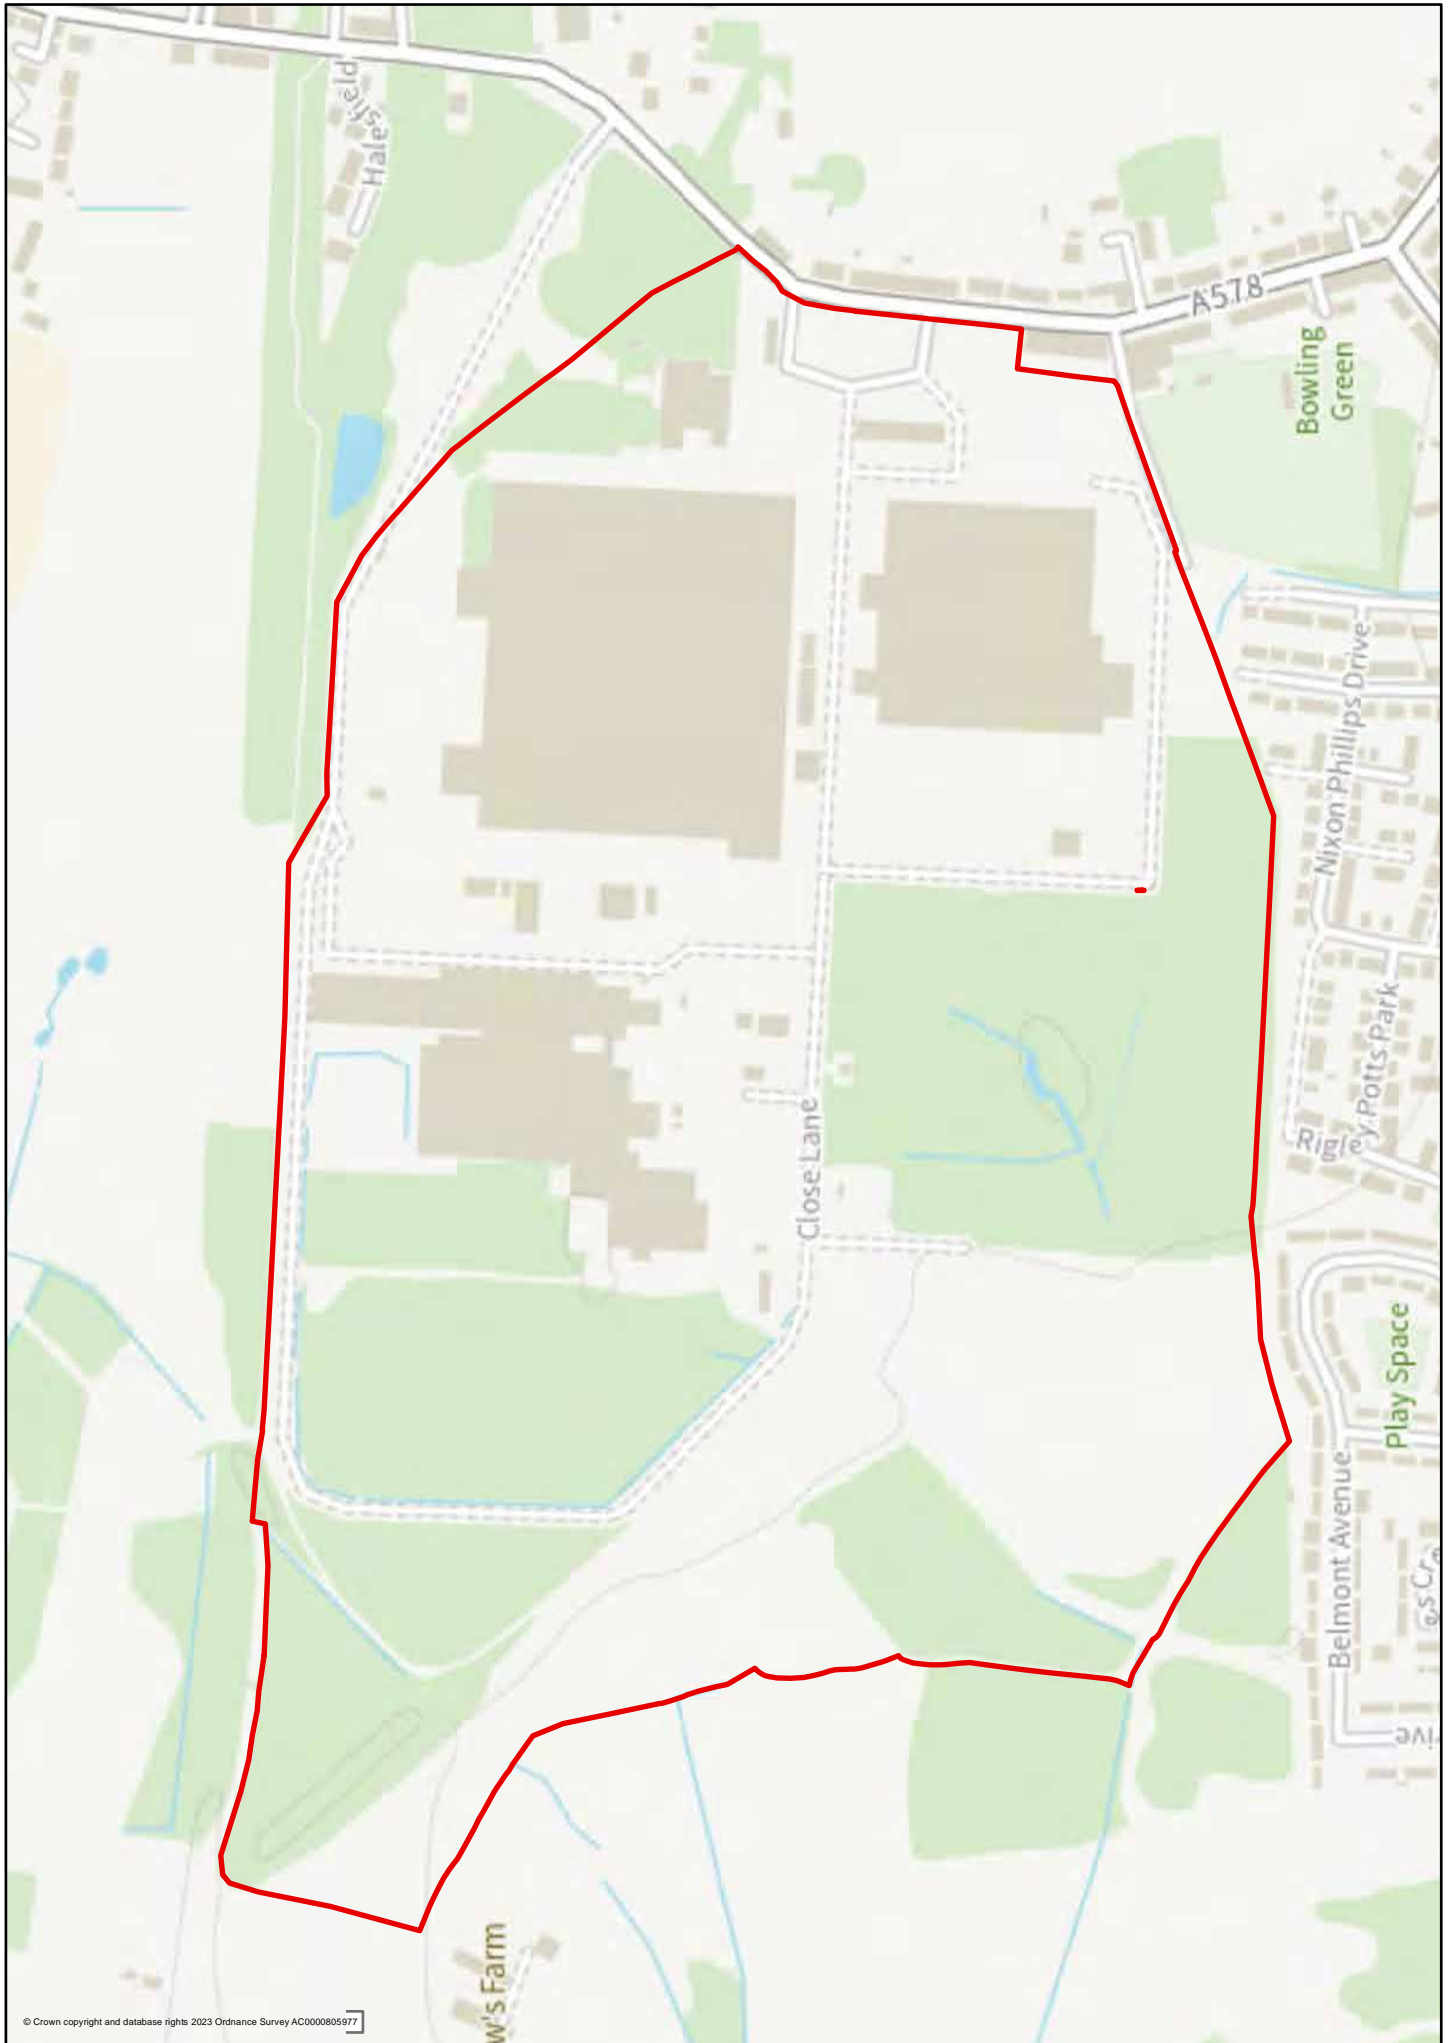 Halesfield
A578
Bowling
Green
Nixon Phillips Drive
Rigley Potts Park
Close Lane
Play Space
Belmont Avenue
w's Farm
© Crown copyright and database rights 2023 Ordnance Survey AC0000805977